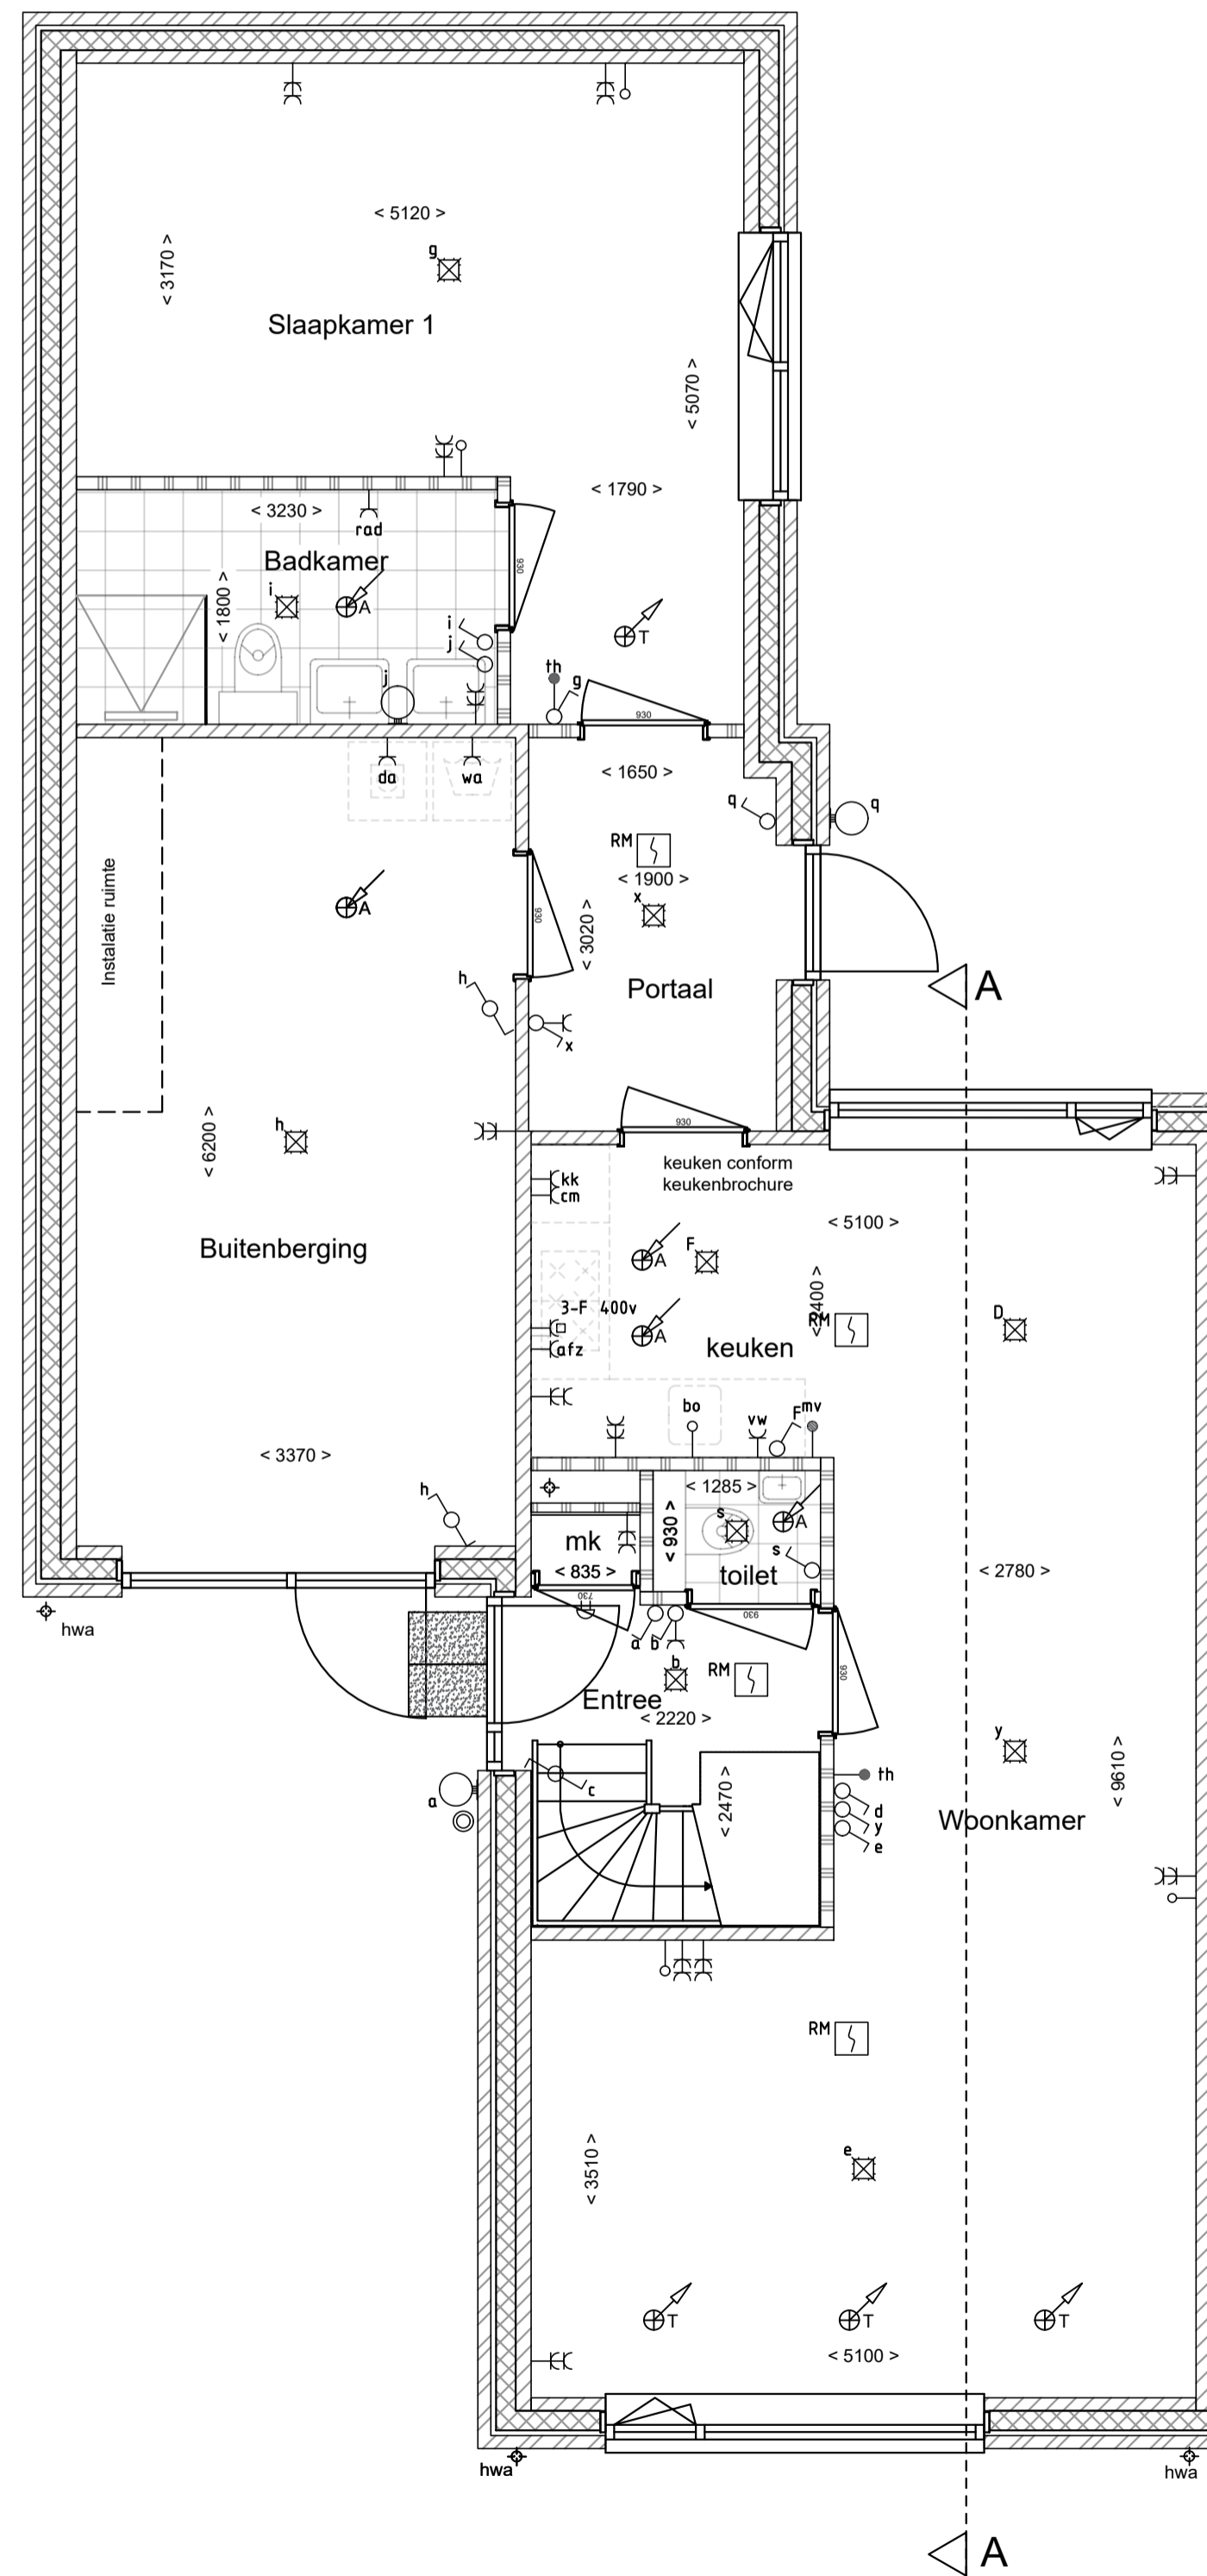 < 5120 >
< 3170 >
g
Slaapkamer 1
< 5070 >
< 1790 >
< 3230 >
rad
930
Badkamer
< 1800 >
i
A
i
j
T
th
g
j
930
da
wa
< 1650 >
q
q
RM
< 1900 >
x
Instalatie ruimte
A
930
< 3020 >
h
Portaal
A
x
h
< 6200 >
930
keuken conform
keukenbrochure
kk
cm
< 5100 >
Buitenberging
A
F
< 2400 >
3-F 400v
RM
D
A
afz
keuken
bo
vw
F
mv
< 3370 >
h
< 1285 >
s
A
mk
< 930 >
s
< 835 >
toilet
< 2780 >
730
930
hwa
a
b
b
RM
930
Entree
< 2220 >
y
th
c
a
< 2470 >
d
y
e
Woonkamer
< 9610 >
RM
e
< 3510 >
T
T
T
< 5100 >
hwa
hwa
A